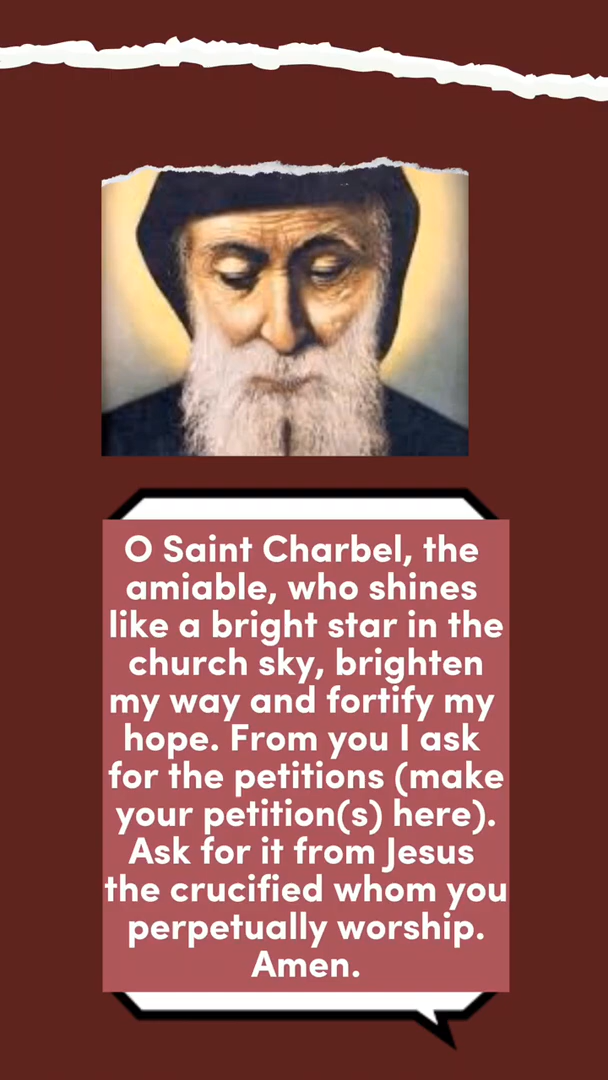 O Saint Charbel, the
amiable, who shines
like a bright star in the
church sky, brighten
my way and fortify my
hope. From you I ask
for the petitions (make
your petition(s) here).
Ask for it from Jesus
the crucified whom you
perpetually worship.
Amen.